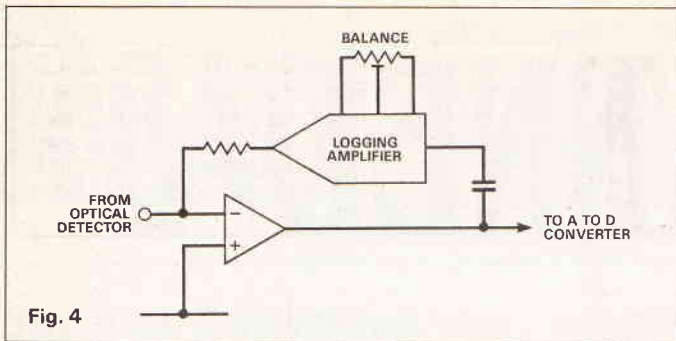 BALANCE
LOGGING
AMPLIFIER
FROM
OPTICAL
DETECTOR
−
+
TO A TO D
CONVERTER
Fig. 4